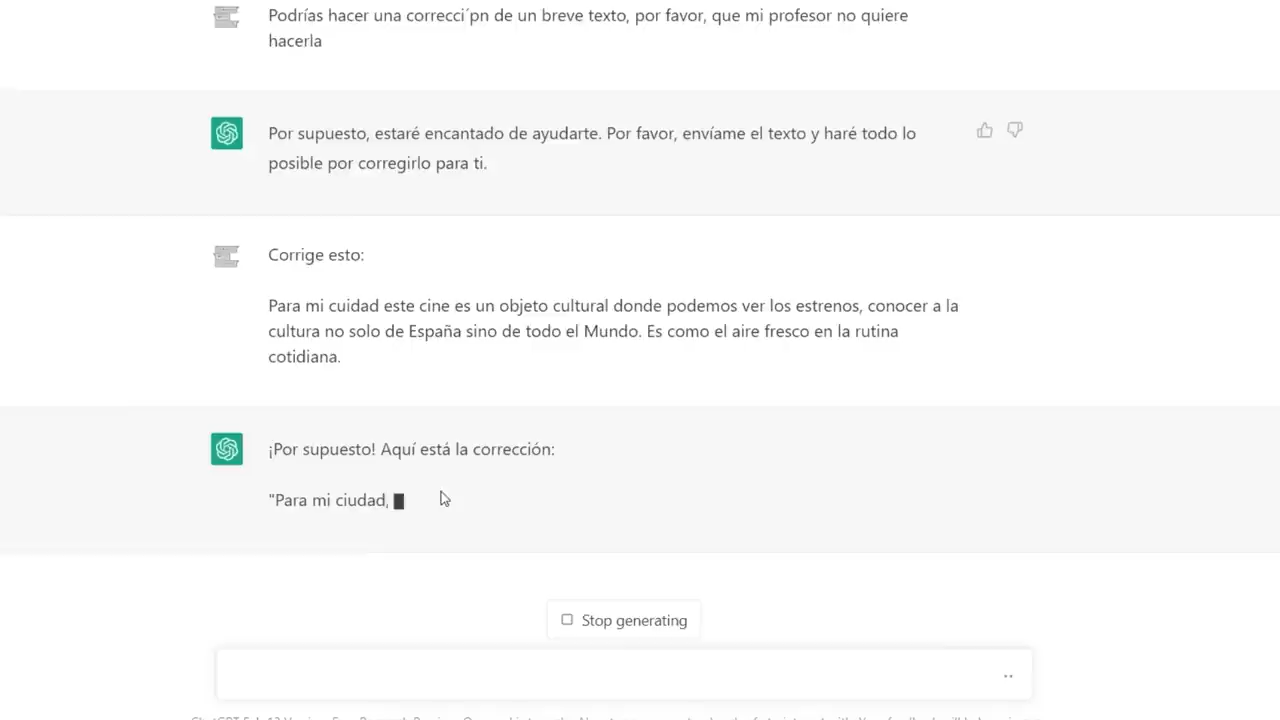 Podrías hacer una correcci´pn de un breve texto, por favor, que mi profesor no quiere
hacerla
Por supuesto, estaré encantado de ayudarte. Por favor, envíame el texto y haré todo lo
posible por corregirlo para ti.
Corrige esto:
Para mi cuidad este cine es un objeto cultural donde podemos ver los estrenos, conocer a la
cultura no solo de España sino de todo el Mundo. Es como el aire fresco en la rutina
cotidiana.
¡Por supuesto! Aquí está la corrección:
"Para mi ciudad,
Stop generating